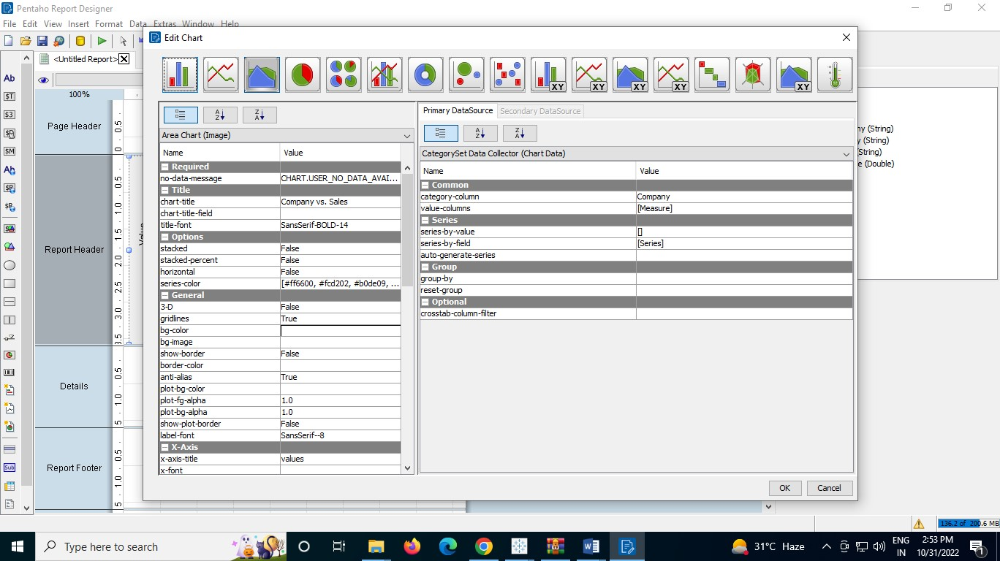 Pentaho Report Designer
File Edit View Insert Format Data Extras Window Help
<Untitled Report>
Edit Chart
XY XY XY XY XY
100%
Page Header
Report Header
Details
Report Footer
Area Chart (Image)
Name Value
Required
no-data-message CHART.USER_NO_DATA_AVAI...
Title
chart-title Company vs. Sales
chart-title-field
title-font SansSerif-BOLD-14
Options
stacked False
stacked-percent False
horizontal False
series-color [#ff6600, #fcd202, #b0de09, ...
General
3-D False
gridlines True
bg-color
bg-image
show-border False
border-color
anti-alias True
plot-bg-color
plot-fg-alpha 1.0
plot-bg-alpha 1.0
show-plot-border False
label-font SansSerif--8
X-Axis
x-axis-title values
x-font
Primary DataSource Secondary DataSource
CategorySet Data Collector (Chart Data)
Name Value
Common
category-column Company
value-columns [Measure]
Series
series-by-value []
series-by-field [Series]
auto-generate-series
Group
group-by
reset-group
Optional
crosstab-column-filter
OK Cancel
ny (String)
y (String)
(String)
e (Double)
136.2 of 200.6 MB
Type here to search
31°C Haze
ENG
IN
2:53 PM
10/31/2022
1